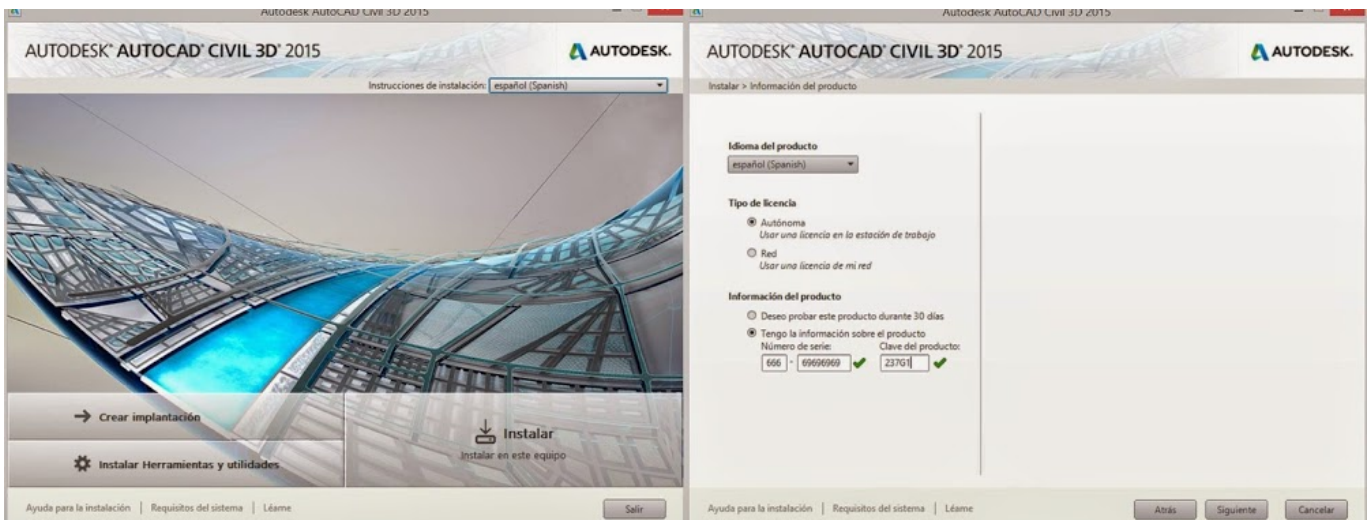 Autodesk AutoCAD Civil 3D 2015
AUTODESK® AUTOCAD® CIVIL 3D® 2015
AUTODESK.
Instrucciones de instalación: español (Spanish)
Crear implantación
Instalar Herramientas y utilidades
Instalar
Instalar en este equipo
Ayuda para la instalación | Requisitos del sistema | Léame
Salir
Autodesk AutoCAD Civil 3D 2015
AUTODESK® AUTOCAD® CIVIL 3D® 2015
AUTODESK.
Instalar > Información del producto
Idioma del producto
español (Spanish)
Tipo de licencia
Autónoma
Usar una licencia en la estación de trabajo
Red
Usar una licencia de mi red
Información del producto
Deseo probar este producto durante 30 días
Tengo la información sobre el producto
Número de serie: Clave del producto:
666 - 69696969 237G1
Ayuda para la instalación | Requisitos del sistema | Léame
Atrás Siguiente Cancelar